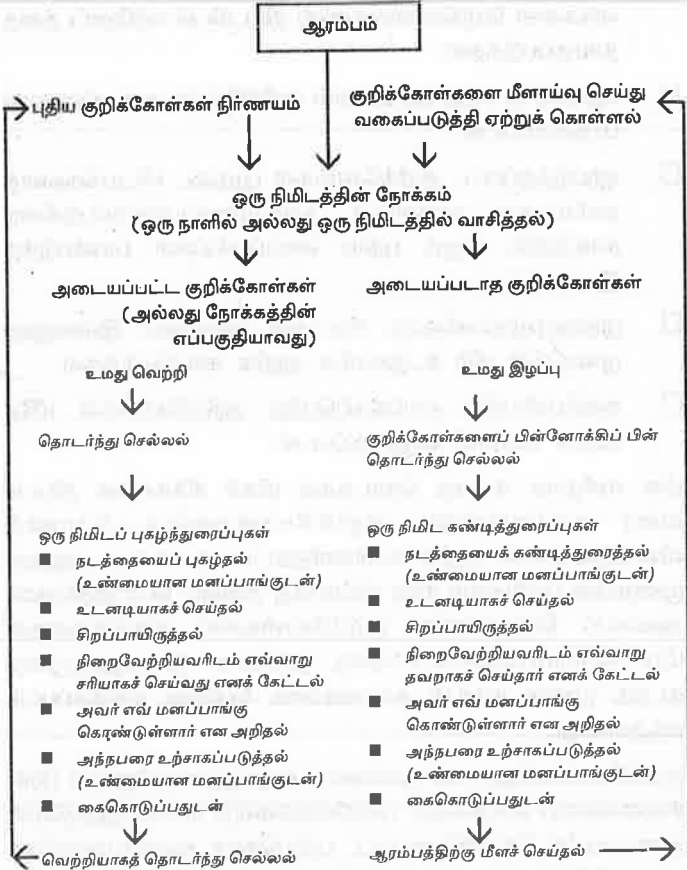 ஆரம்பம்
புதிய குறிக்கோள்கள் நிர்ணயம்
குறிக்கோள்களை மீளாய்வு செய்து
வகைப்படுத்தி ஏற்றுக் கொள்ளல்
ஒரு நிமிடத்தின் நோக்கம்
(ஒரு நாளில் அல்லது ஒரு நிமிடத்தில் வாசித்தல்)
அடையப்பட்ட குறிக்கோள்கள்
(அல்லது நோக்கத்தின்
எப்பகுதியாவது)
உமது வெற்றி
தொடர்ந்து செல்லல்
ஒரு நிமிடப் புகழ்ந்துரைப்புகள்
■ நடத்தையைப் புகழ்தல்
(உண்மையான மனப்பாங்குடன்)
■ உடனடியாகச் செய்தல்
■ சிறப்பாயிருத்தல்
■ நிறைவேற்றியவரிடம் எவ்வாறு
சரியாகச் செய்வது எனக் கேட்டல்
■ அவர் எவ் மனப்பாங்கு
கொண்டுள்ளார் என அறிதல்
■ அந்நபரை உற்சாகப்படுத்தல்
(உண்மையான மனப்பாங்குடன்)
■ கைகொடுப்பதுடன்
வெற்றியாகத் தொடர்ந்து செல்லல்
அடையப்படாத குறிக்கோள்கள்
உமது இழப்பு
குறிக்கோள்களைப் பின்னோக்கிப் பின்
தொடர்ந்து செல்லல்
ஒரு நிமிட கண்டித்துரைப்புகள்
■ நடத்தையைக் கண்டித்துரைத்தல்
(உண்மையான மனப்பாங்குடன்)
■ உடனடியாகச் செய்தல்
■ சிறப்பாயிருத்தல்
■ நிறைவேற்றியவரிடம் எவ்வாறு
தவறாகச் செய்தார் எனக் கேட்டல்
■ அவர் எவ் மனப்பாங்கு
கொண்டுள்ளார் என அறிதல்
■ அந்நபரை உற்சாகப்படுத்தல்
(உண்மையான மனப்பாங்குடன்)
■ கைகொடுப்பதுடன்
ஆரம்பத்திற்கு மீளச் செய்தல்